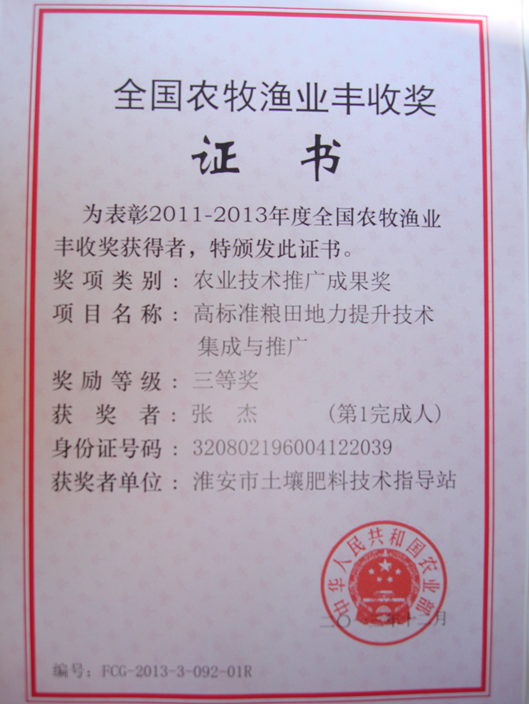 全国农牧渔业丰收奖
证 书
为表彰2011-2013年度全国农牧渔业
丰收奖获得者，特颁发此证书。
奖项类别：农业技术推广成果奖
项目名称：高标准粮田地力提升技术
集成与推广
奖励等级：三等奖
获 奖 者：张 杰 （第1完成人）
身份证号码：320802196004122039
获奖者单位：淮安市土壤肥料技术指导站
中华人民共和国农业部
二〇 年十二月
编号：FCG-2013-3-092-01R